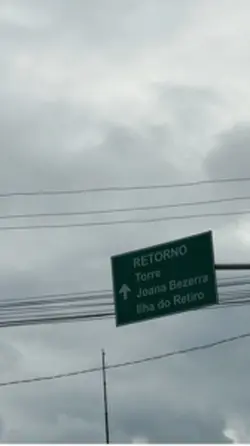 RETORNO
Torre
Joana Bezerra
Ilha do Retiro